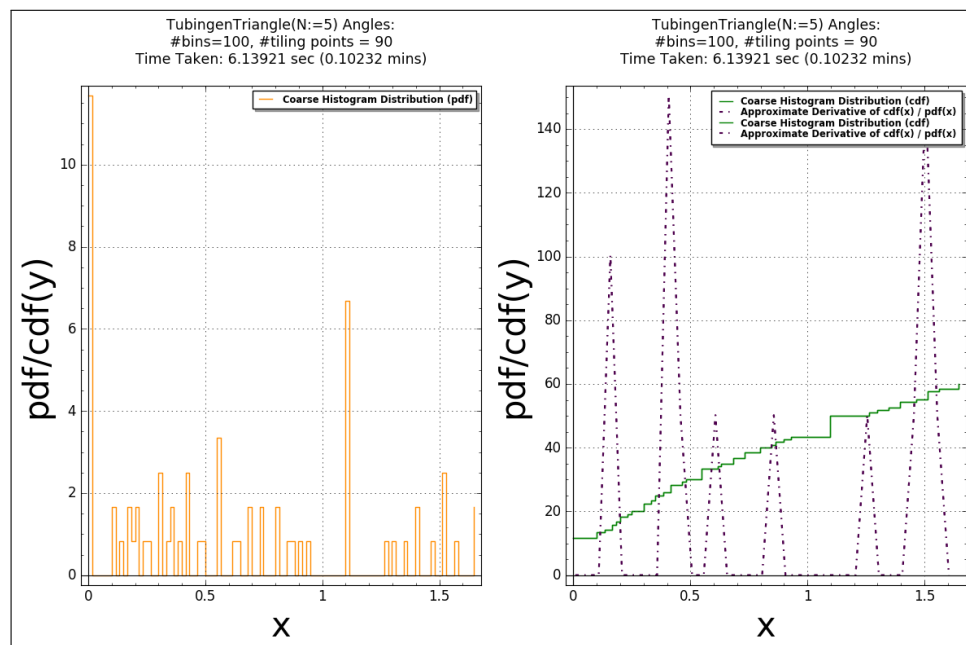 TubingenTriangle(N:=5) Angles:
#bins=100, #tiling points = 90
Time Taken: 6.13921 sec (0.10232 mins)
Coarse Histogram Distribution (pdf)
10
8
6
4
2
0
0
0.5
1
1.5
pdf/cdf(y)
x
TubingenTriangle(N:=5) Angles:
#bins=100, #tiling points = 90
Time Taken: 6.13921 sec (0.10232 mins)
Coarse Histogram Distribution (cdf)
Approximate Derivative of cdf(x) / pdf(x)
Coarse Histogram Distribution (cdf)
Approximate Derivative of cdf(x) / pdf(x)
140
120
100
80
60
40
20
0
0
0.5
1
1.5
pdf/cdf(y)
x